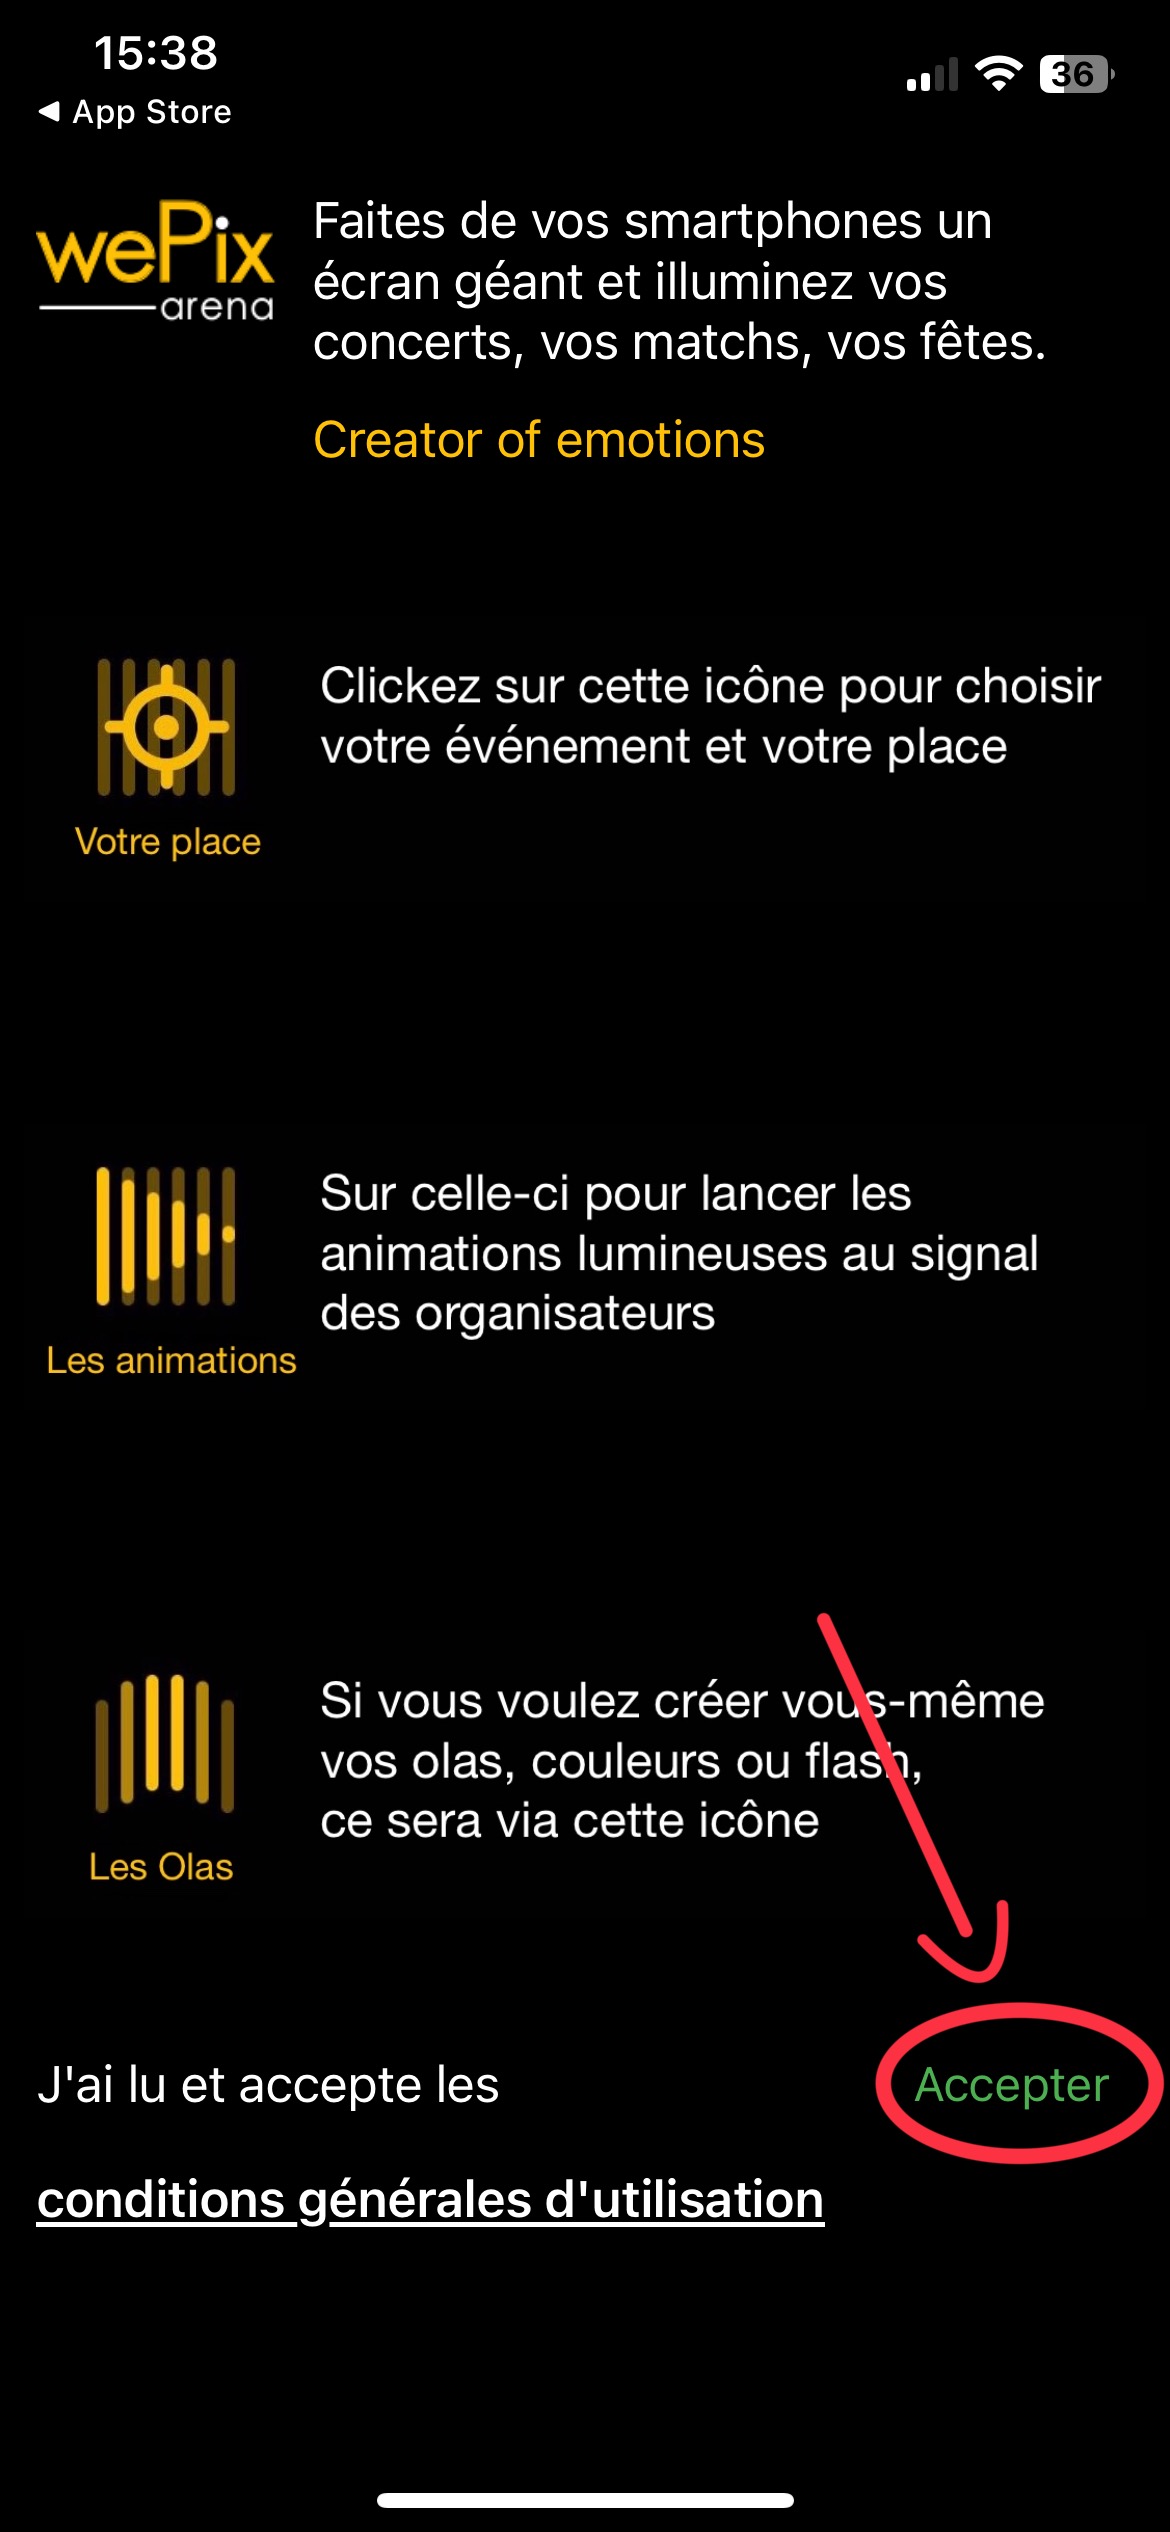 15:38
36
◀ App Store
wePix
arena
Faites de vos smartphones un
écran géant et illuminez vos
concerts, vos matchs, vos fêtes.
Creator of emotions
Clickez sur cette icône pour choisir
votre événement et votre place
Votre place
Sur celle-ci pour lancer les
animations lumineuses au signal
des organisateurs
Les animations
Si vous voulez créer vous-même
vos olas, couleurs ou flash,
ce sera via cette icône
Les Olas
J'ai lu et accepte les
Accepter
conditions générales d'utilisation